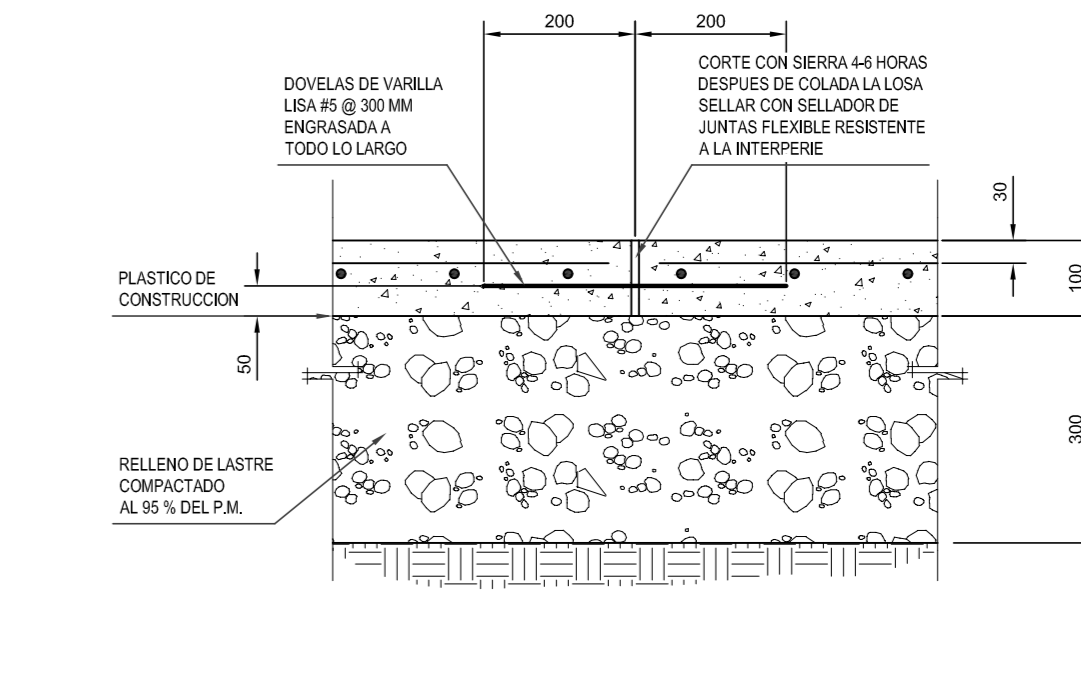 200
200
DOVELAS DE VARILLA
LISA #5 @ 300 MM
ENGRASADA A
TODO LO LARGO
CORTE CON SIERRA 4-6 HORAS
DESPUES DE COLADA LA LOSA
SELLAR CON SELLADOR DE
JUNTAS FLEXIBLE RESISTENTE
A LA INTERPERIE
30
PLASTICO DE
CONSTRUCCION
100
50
300
RELLENO DE LASTRE
COMPACTADO
AL 95 % DEL P.M.